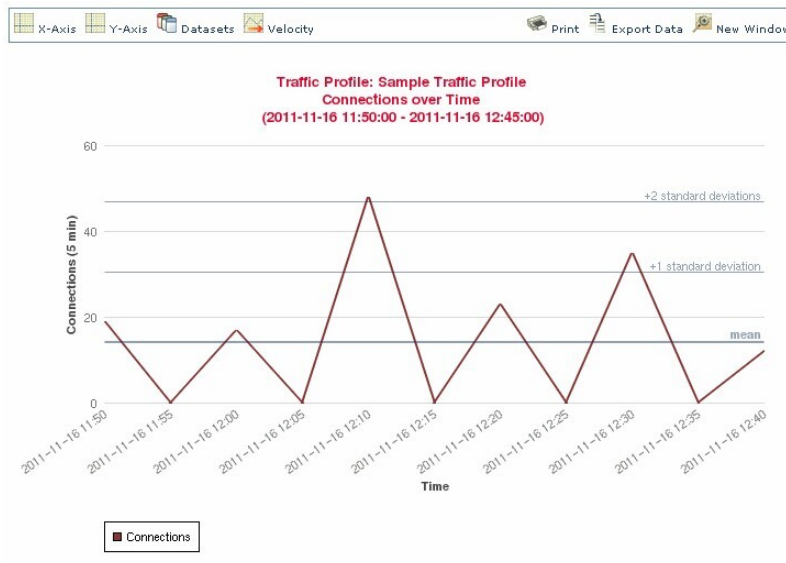 X-Axis Y-Axis Datasets Velocity Print Export Data New Window
Traffic Profile: Sample Traffic Profile
Connections over Time
(2011-11-16 11:50:00 - 2011-11-16 12:45:00)
60
+2 standard deviations
40
Connections (5 min)
+1 standard deviation
20
mean
0
2011-11-16 11:50 2011-11-16 11:55 2011-11-16 12:00 2011-11-16 12:05 2011-11-16 12:10 2011-11-16 12:15 2011-11-16 12:20 2011-11-16 12:25 2011-11-16 12:30 2011-11-16 12:35 2011-11-16 12:40
Time
Connections